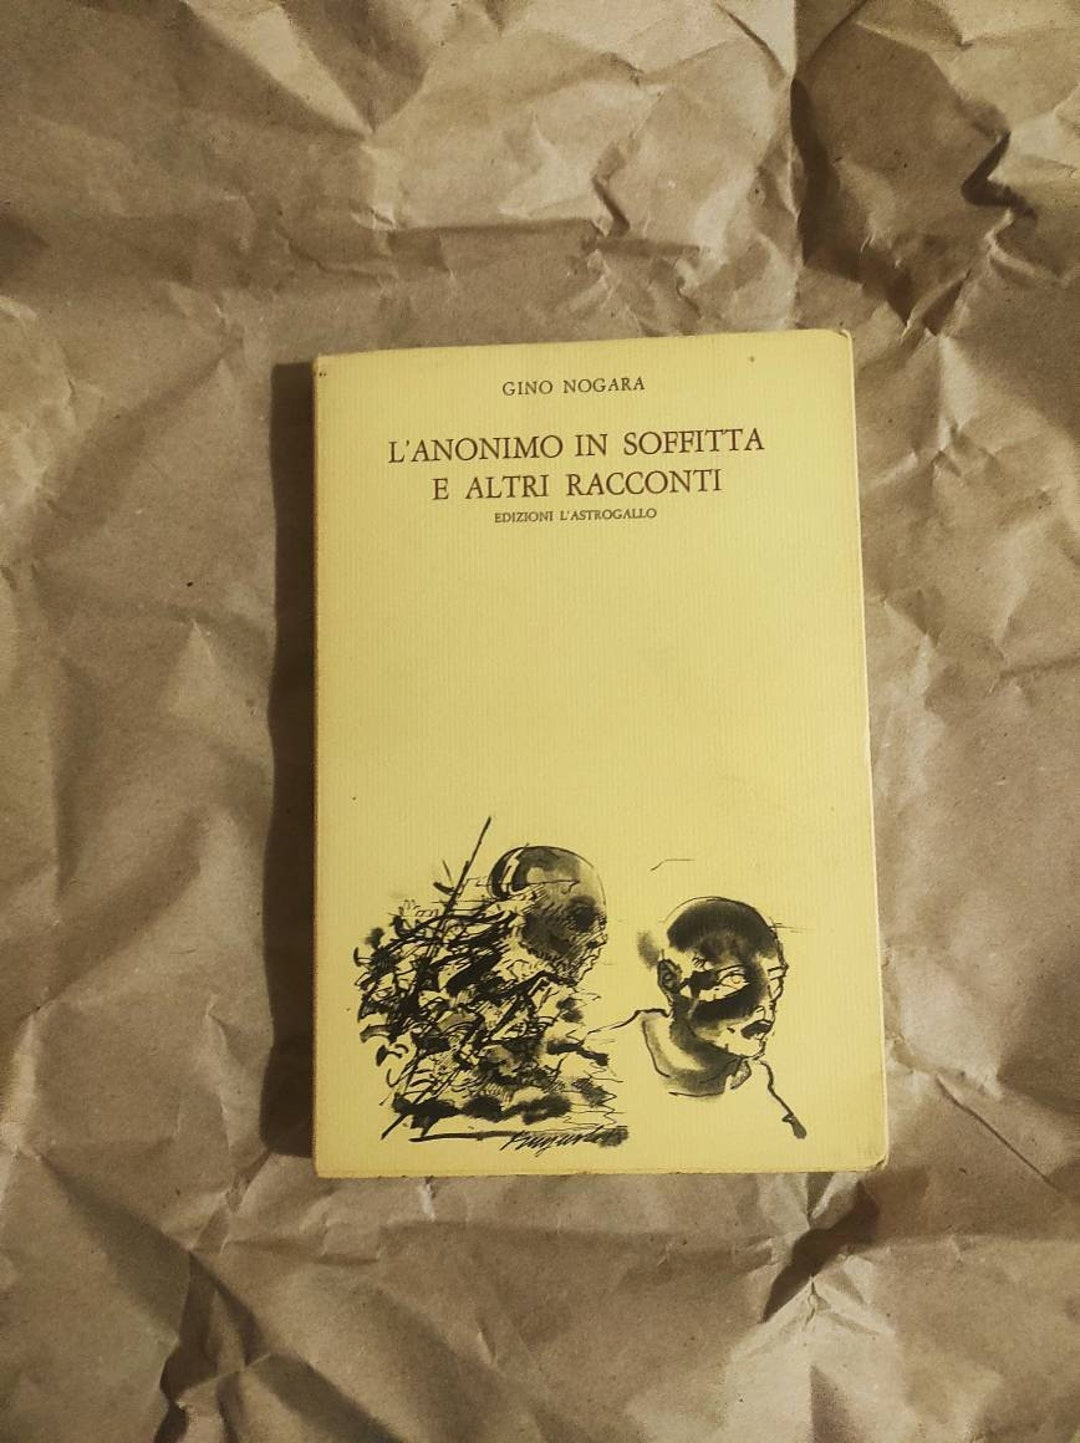 GINO NOGARA
L'ANONIMO IN SOFFITTA
E ALTRI RACCONTI
EDIZIONI L'ASTROGALLO